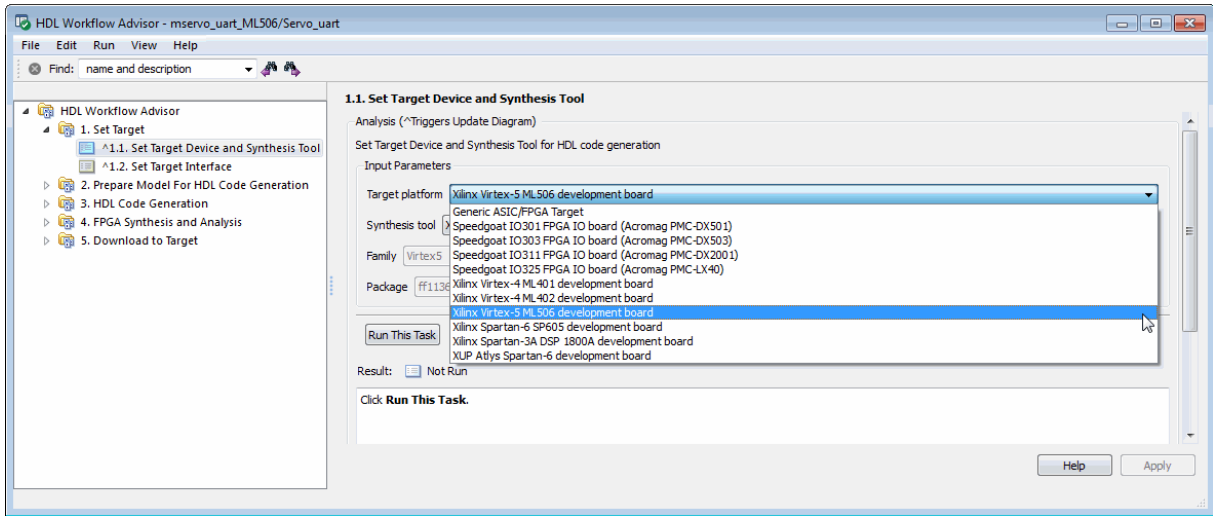 HDL Workflow Advisor - mservo_uart_ML506/Servo_uart
File Edit Run View Help
Find: name and description
HDL Workflow Advisor
1. Set Target
^1.1. Set Target Device and Synthesis Tool
^1.2. Set Target Interface
2. Prepare Model For HDL Code Generation
3. HDL Code Generation
4. FPGA Synthesis and Analysis
5. Download to Target
1.1. Set Target Device and Synthesis Tool
Analysis (^Triggers Update Diagram)
Set Target Device and Synthesis Tool for HDL code generation
Input Parameters
Target platform Xilinx Virtex-5 ML506 development board
Generic ASIC/FPGA Target
Synthesis tool Speedgoat IO301 FPGA IO board (Acromag PMC-DX501)
Speedgoat IO303 FPGA IO board (Acromag PMC-DX503)
Family Virtex5 Speedgoat IO311 FPGA IO board (Acromag PMC-DX2001)
Speedgoat IO325 FPGA IO board (Acromag PMC-LX40)
Package ff1136 Xilinx Virtex-4 ML401 development board
Xilinx Virtex-4 ML402 development board
Xilinx Virtex-5 ML506 development board
Xilinx Spartan-6 SP605 development board
Run This Task Xilinx Spartan-3A DSP 1800A development board
XUP Atlys Spartan-6 development board
Result: Not Run
Click Run This Task.
Help Apply